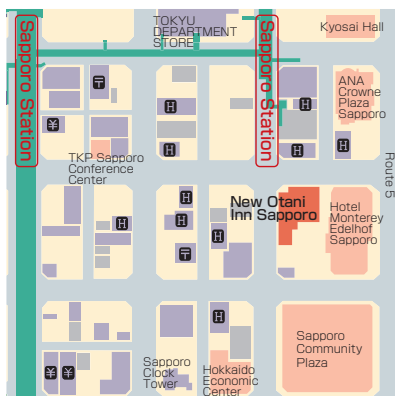 TOKYU
DEPARTMENT
STORE
Kyosai Hall
Sapporo Station
Sapporo Station
ANA
Crowne
Plaza
Sapporo
〒
H
H
¥
H
H
H
TKP Sapporo
Conference
Center
Route 5
H
New Otani
Inn Sapporo
Hotel
Monterey
Edelhof
Sapporo
H
H
H
〒
H
Sapporo
Community
Plaza
Sapporo
Clock
Tower
Hokkaido
Economic
Center
¥
¥